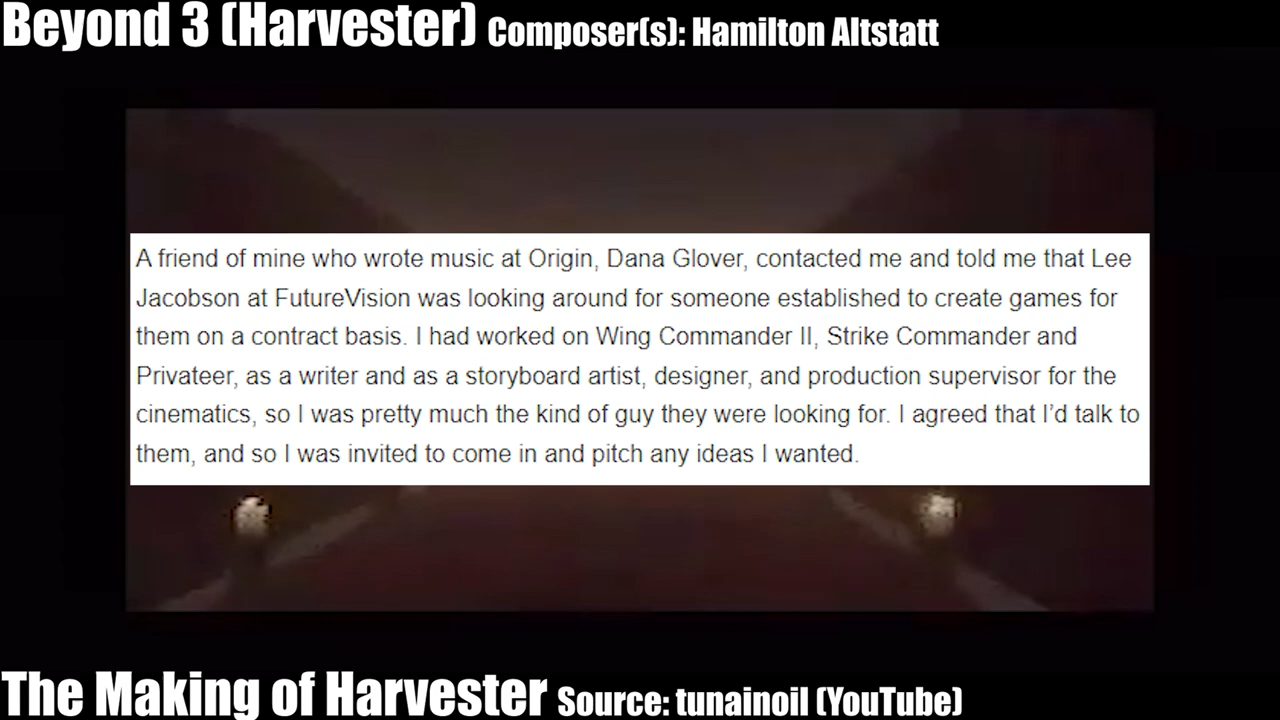 Beyond 3 (Harvester) Composer(s): Hamilton Altstatt
A friend of mine who wrote music at Origin, Dana Glover, contacted me and told me that Lee
Jacobson at FutureVision was looking around for someone established to create games for
them on a contract basis. I had worked on Wing Commander II, Strike Commander and
Privateer, as a writer and as a storyboard artist, designer, and production supervisor for the
cinematics, so I was pretty much the kind of guy they were looking for. I agreed that I’d talk to
them, and so I was invited to come in and pitch any ideas I wanted.
The Making of Harvester Source: tunainoil (YouTube)